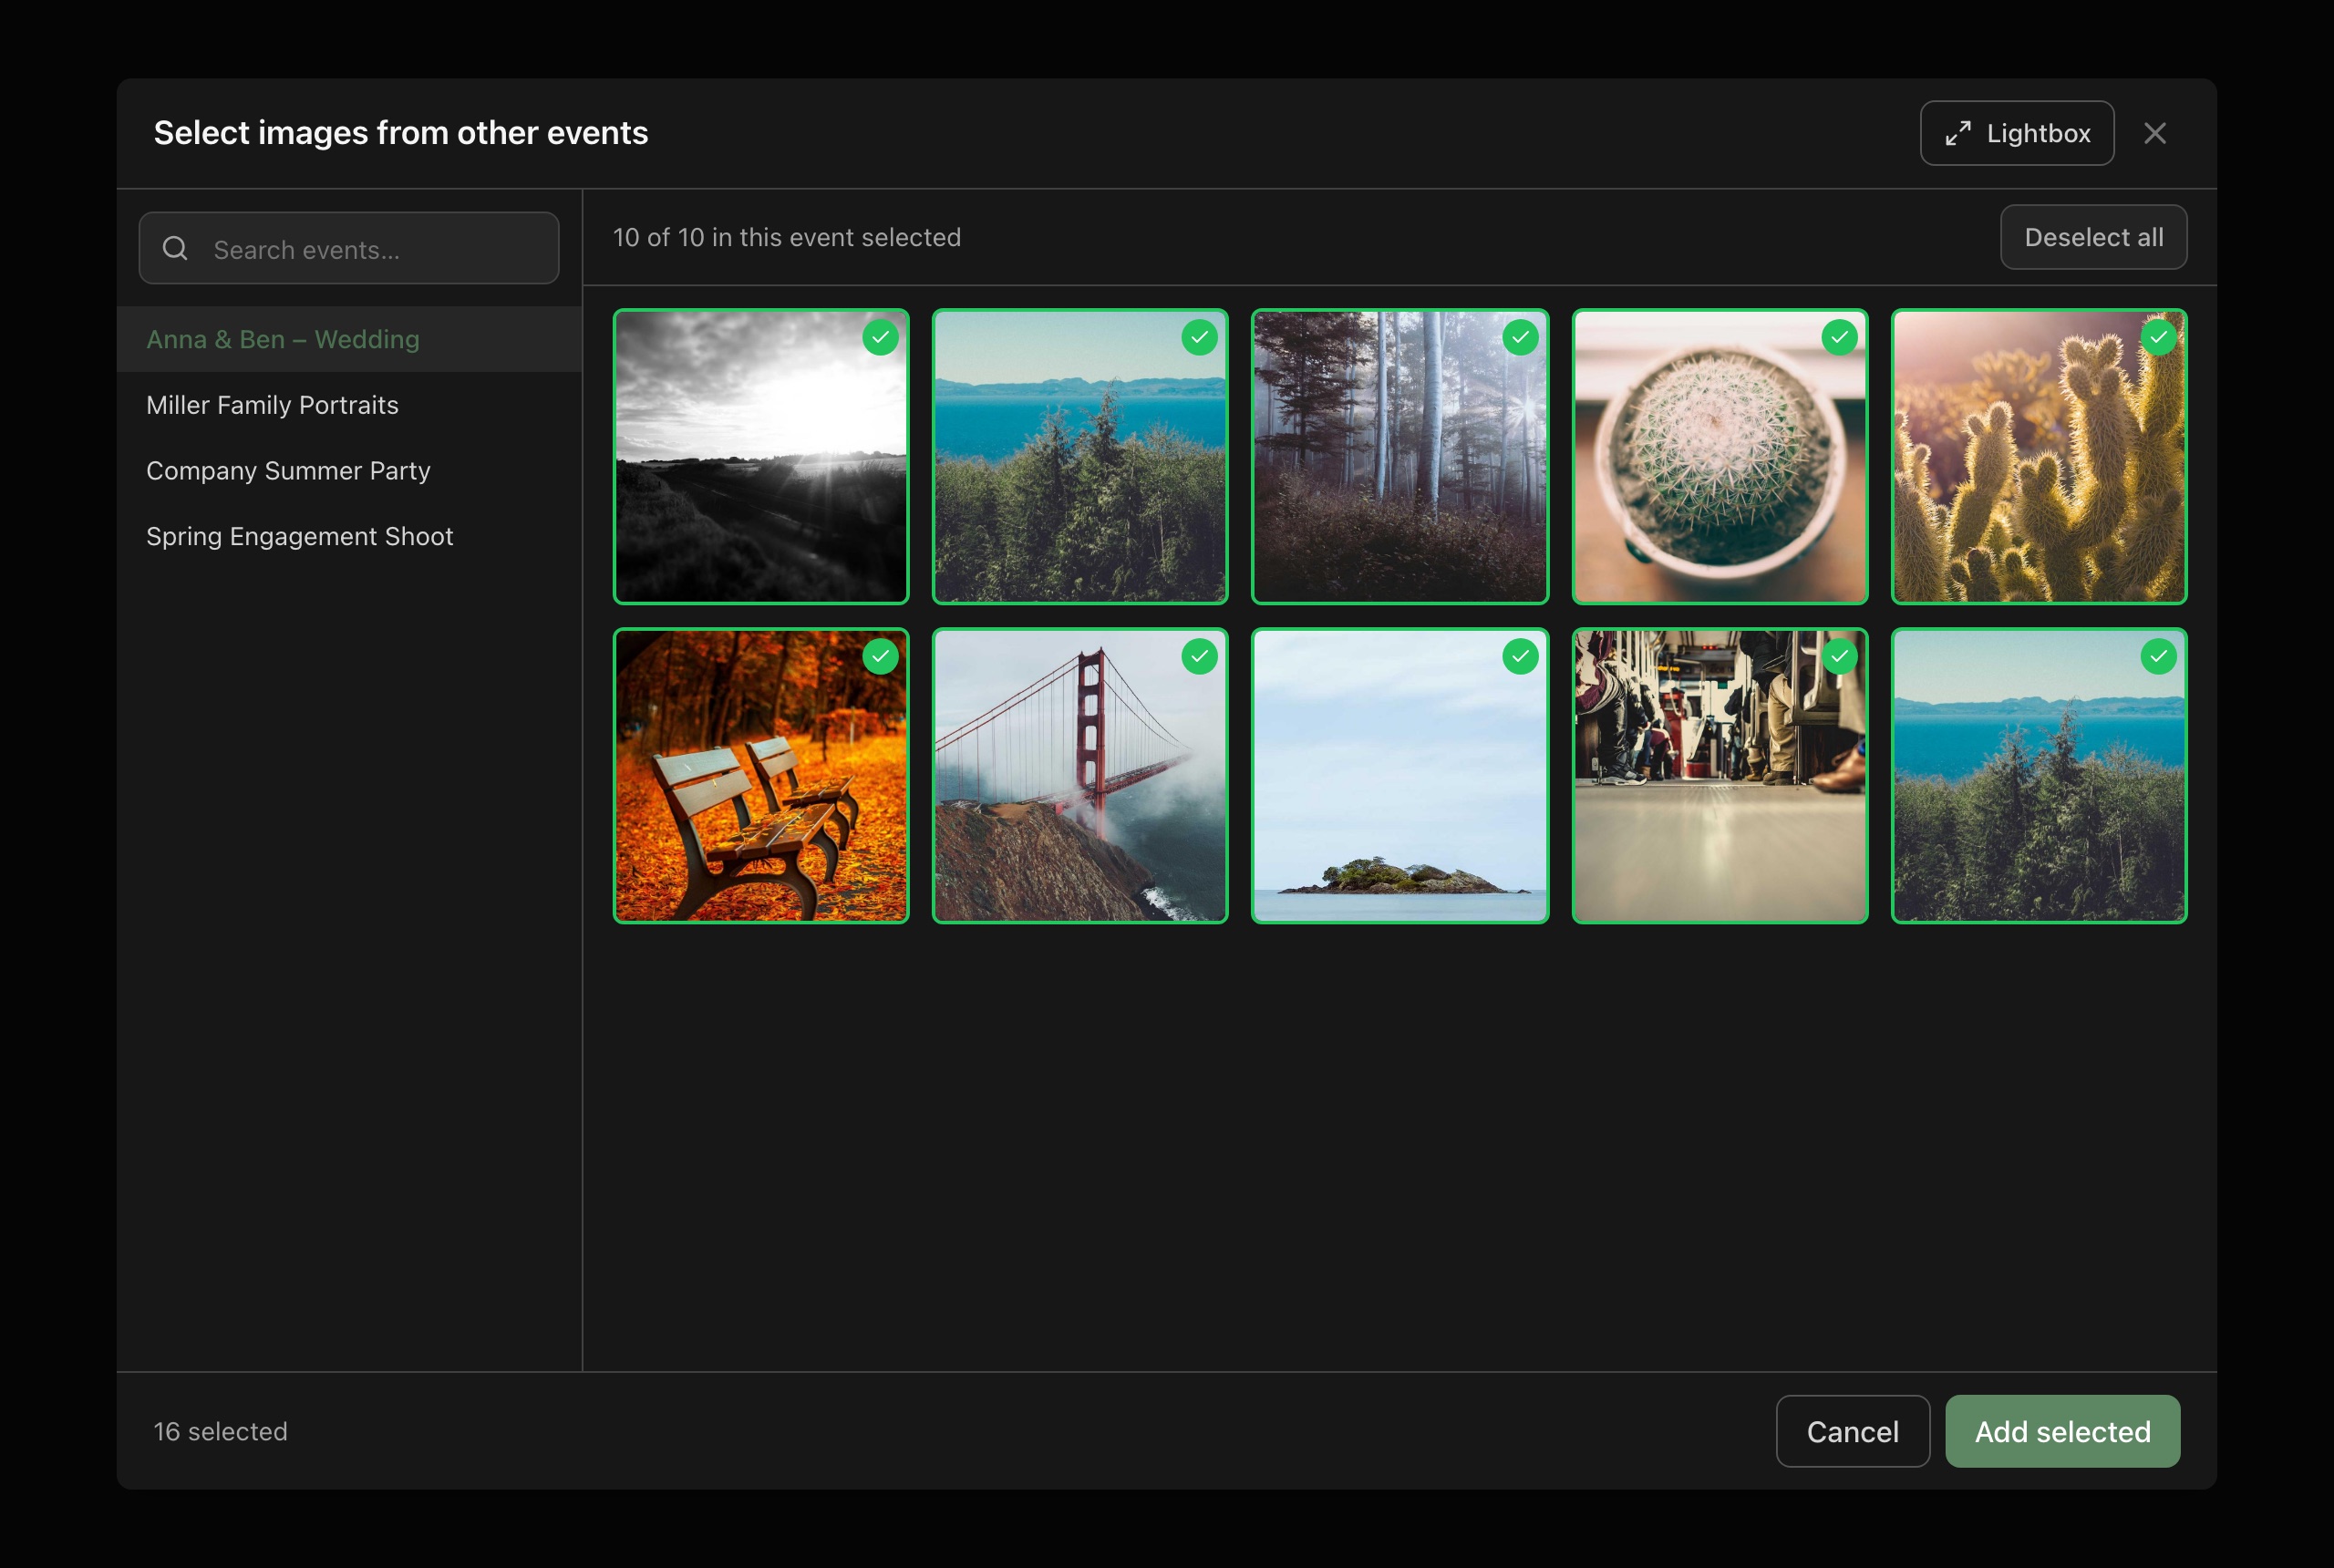 Select images from other events
Lightbox
Search events...
10 of 10 in this event selected
Deselect all
Anna & Ben – Wedding
Miller Family Portraits
Company Summer Party
Spring Engagement Shoot
16 selected
Cancel
Add selected